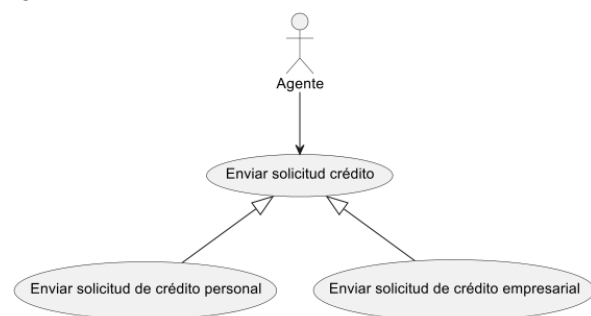 Agente
Enviar solicitud crédito
Enviar solicitud de crédito personal
Enviar solicitud de crédito empresarial